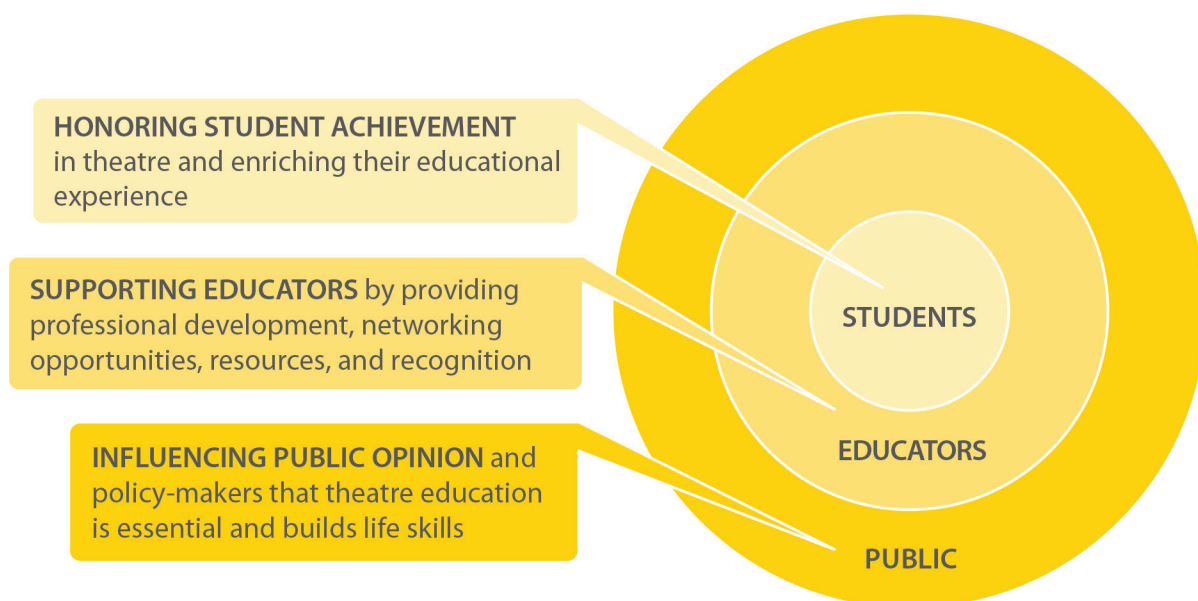 HONORING STUDENT ACHIEVEMENT
in theatre and enriching their educational
experience
SUPPORTING EDUCATORS by providing
professional development, networking
opportunities, resources, and recognition
INFLUENCING PUBLIC OPINION and
policy-makers that theatre education
is essential and builds life skills
STUDENTS
EDUCATORS
PUBLIC